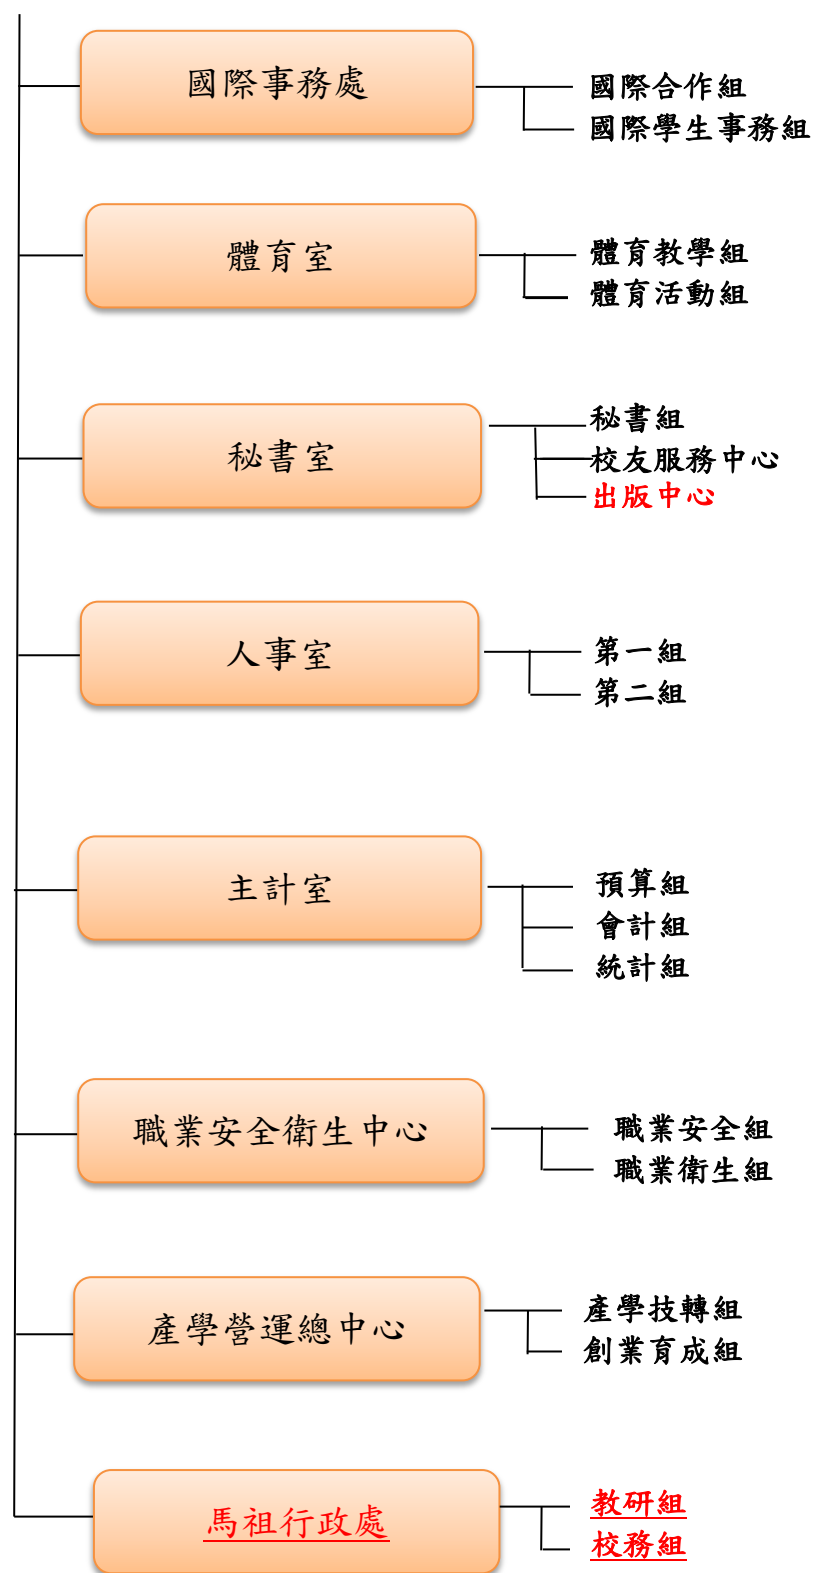 國際事務處
國際合作組
國際學生事務組
體育室
體育教學組
體育活動組
秘書室
秘書組
校友服務中心
出版中心
人事室
第一組
第二組
主計室
預算組
會計組
統計組
職業安全衛生中心
職業安全組
職業衛生組
產學營運總中心
產學技轉組
創業育成組
馬祖行政處
教研組
校務組